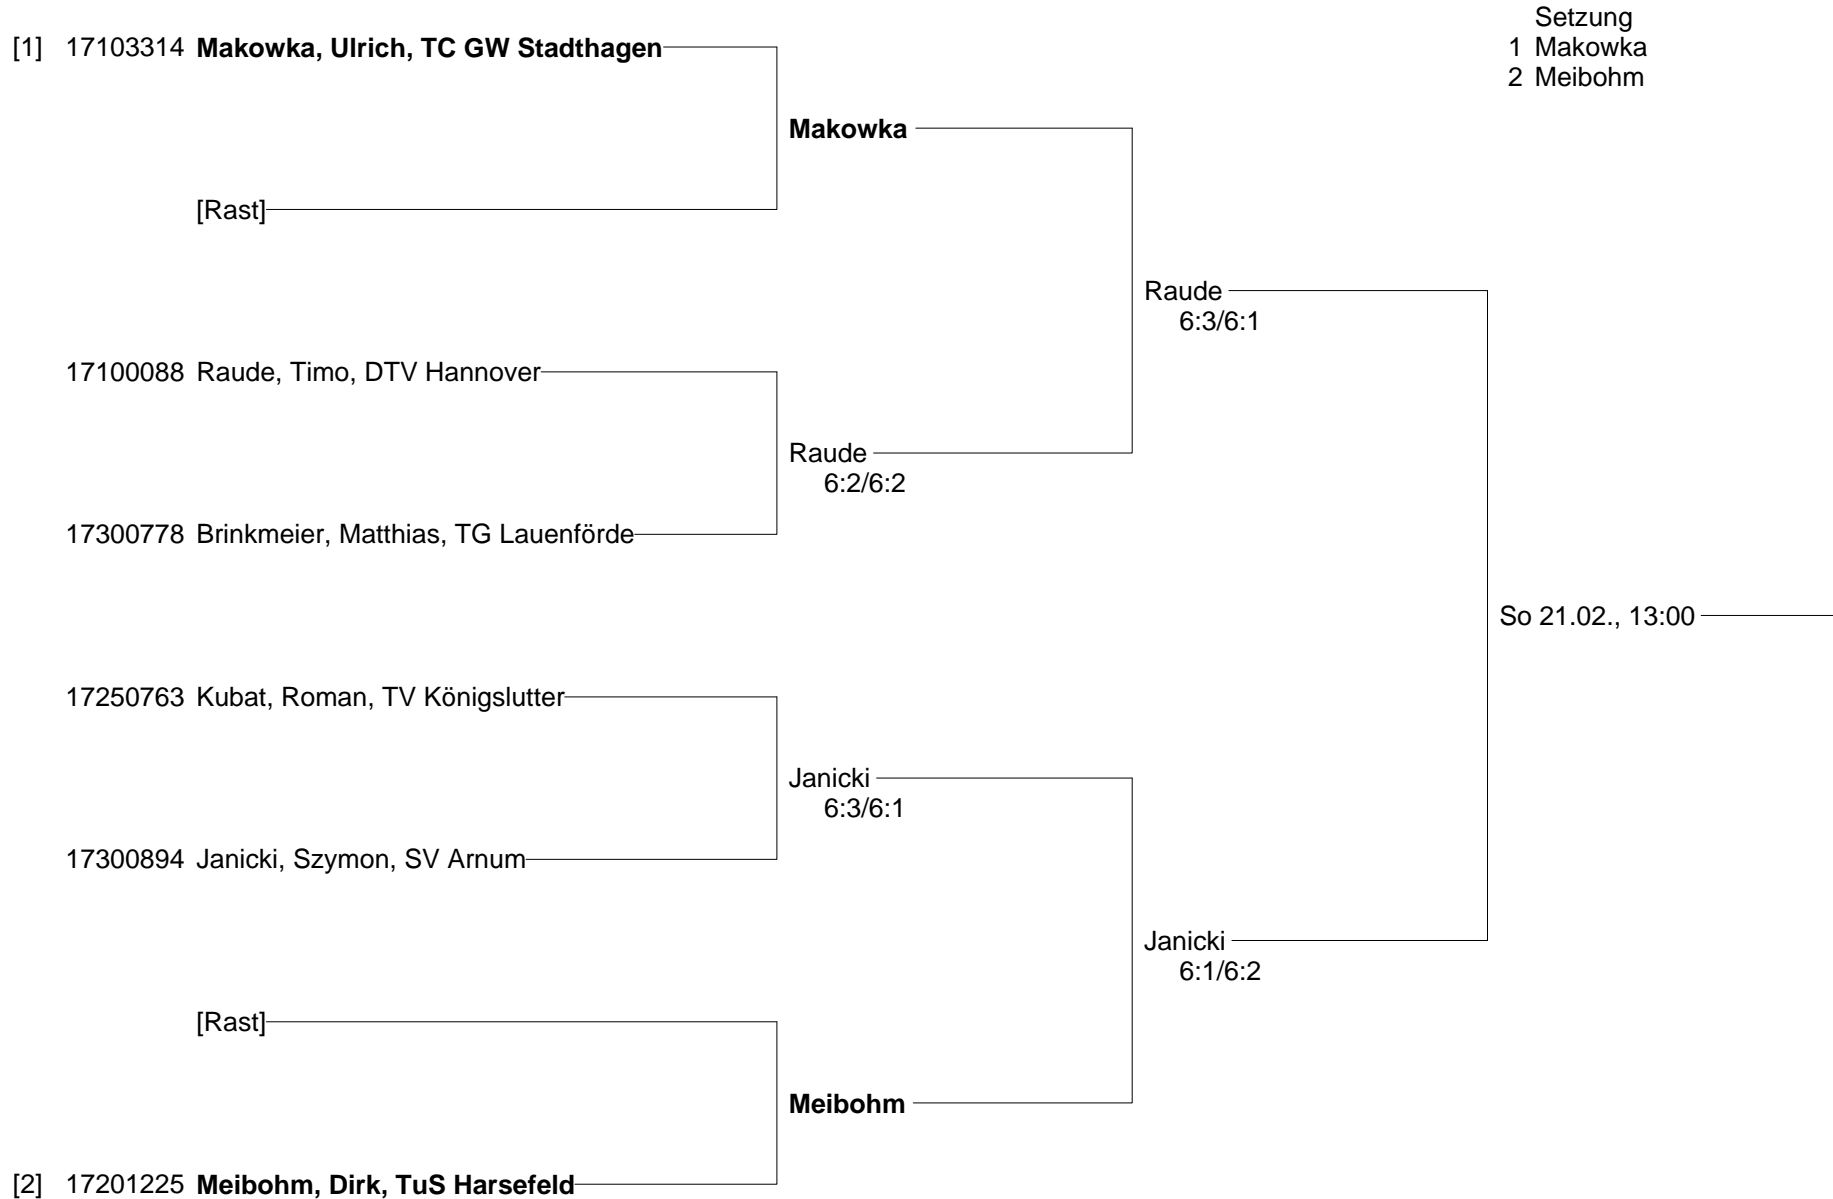 Setzung
1 Makowka
2 Meibohm
[1] 17103314 Makowka, Ulrich, TC GW Stadthagen
Makowka
[Rast]
Raude
6:3/6:1
17100088 Raude, Timo, DTV Hannover
Raude
6:2/6:2
17300778 Brinkmeier, Matthias, TG Lauenförde
So 21.02., 13:00
17250763 Kubat, Roman, TV Königslutter
Janicki
6:3/6:1
17300894 Janicki, Szymon, SV Arnum
Janicki
6:1/6:2
[Rast]
Meibohm
[2] 17201225 Meibohm, Dirk, TuS Harsefeld